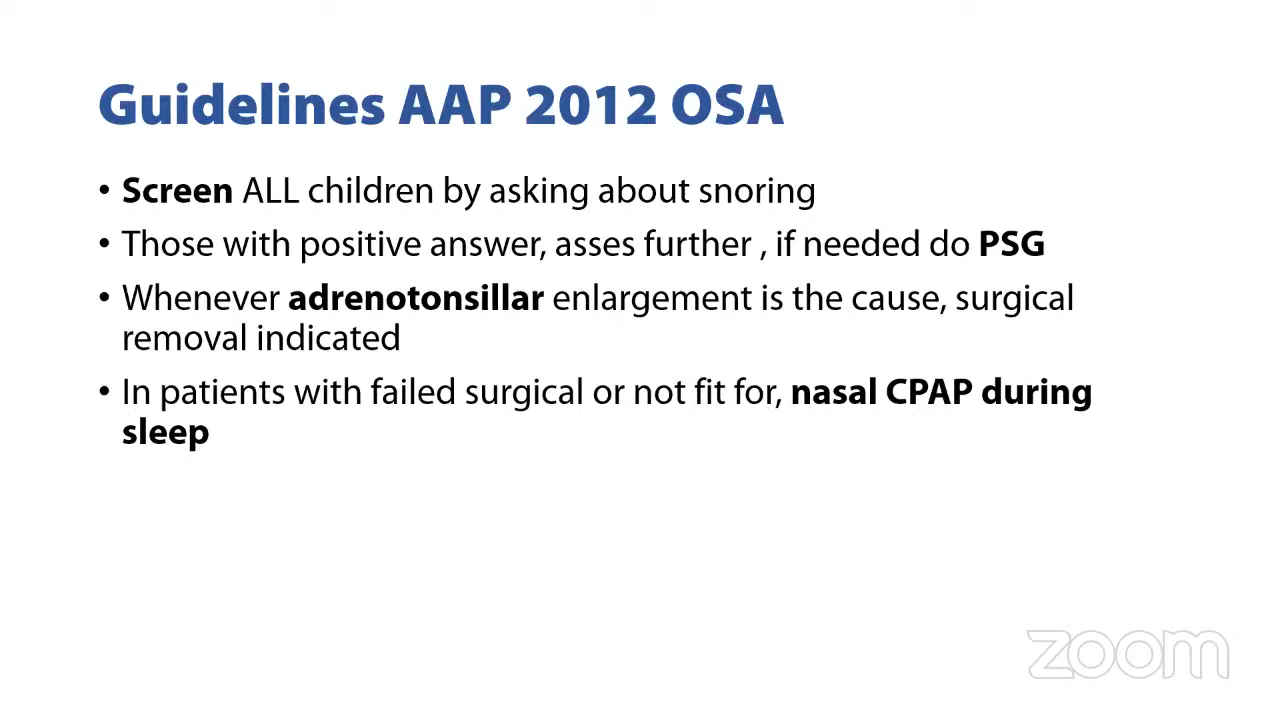 Guidelines AAP 2012 OSA
• Screen ALL children by asking about snoring
• Those with positive answer, asses further , if needed do PSG
• Whenever adrenotonsillar enlargement is the cause, surgical
removal indicated
• In patients with failed surgical or not fit for, nasal CPAP during
sleep
zoom